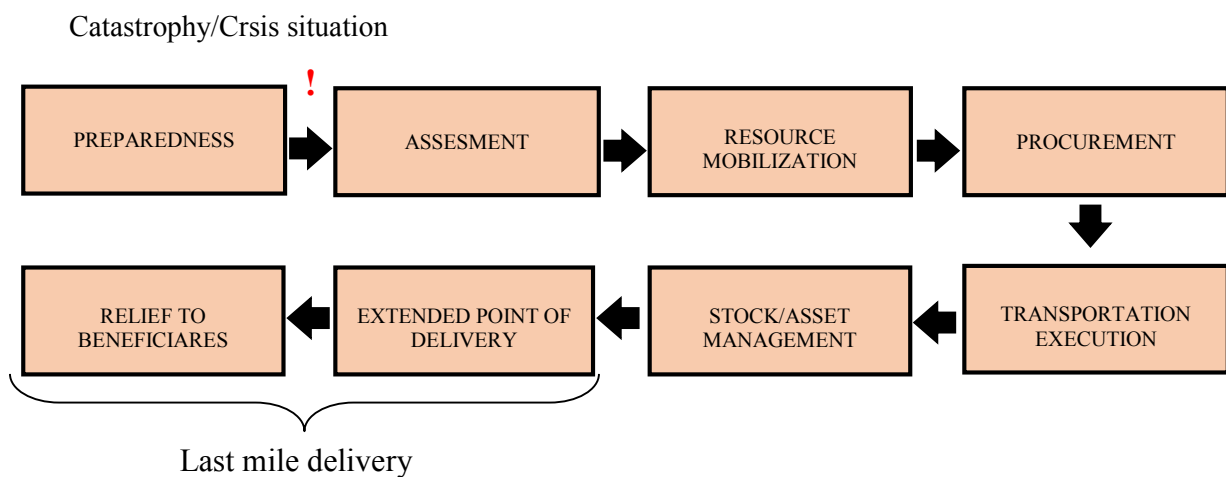 Catastrophy/Crsis situation
!
PREPAREDNESS
ASSESMENT
RESOURCE
MOBILIZATION
PROCUREMENT
RELIEF TO
BENEFICIARES
EXTENDED POINT OF
DELIVERY
STOCK/ASSET
MANAGEMENT
TRANSPORTATION
EXECUTION
Last mile delivery